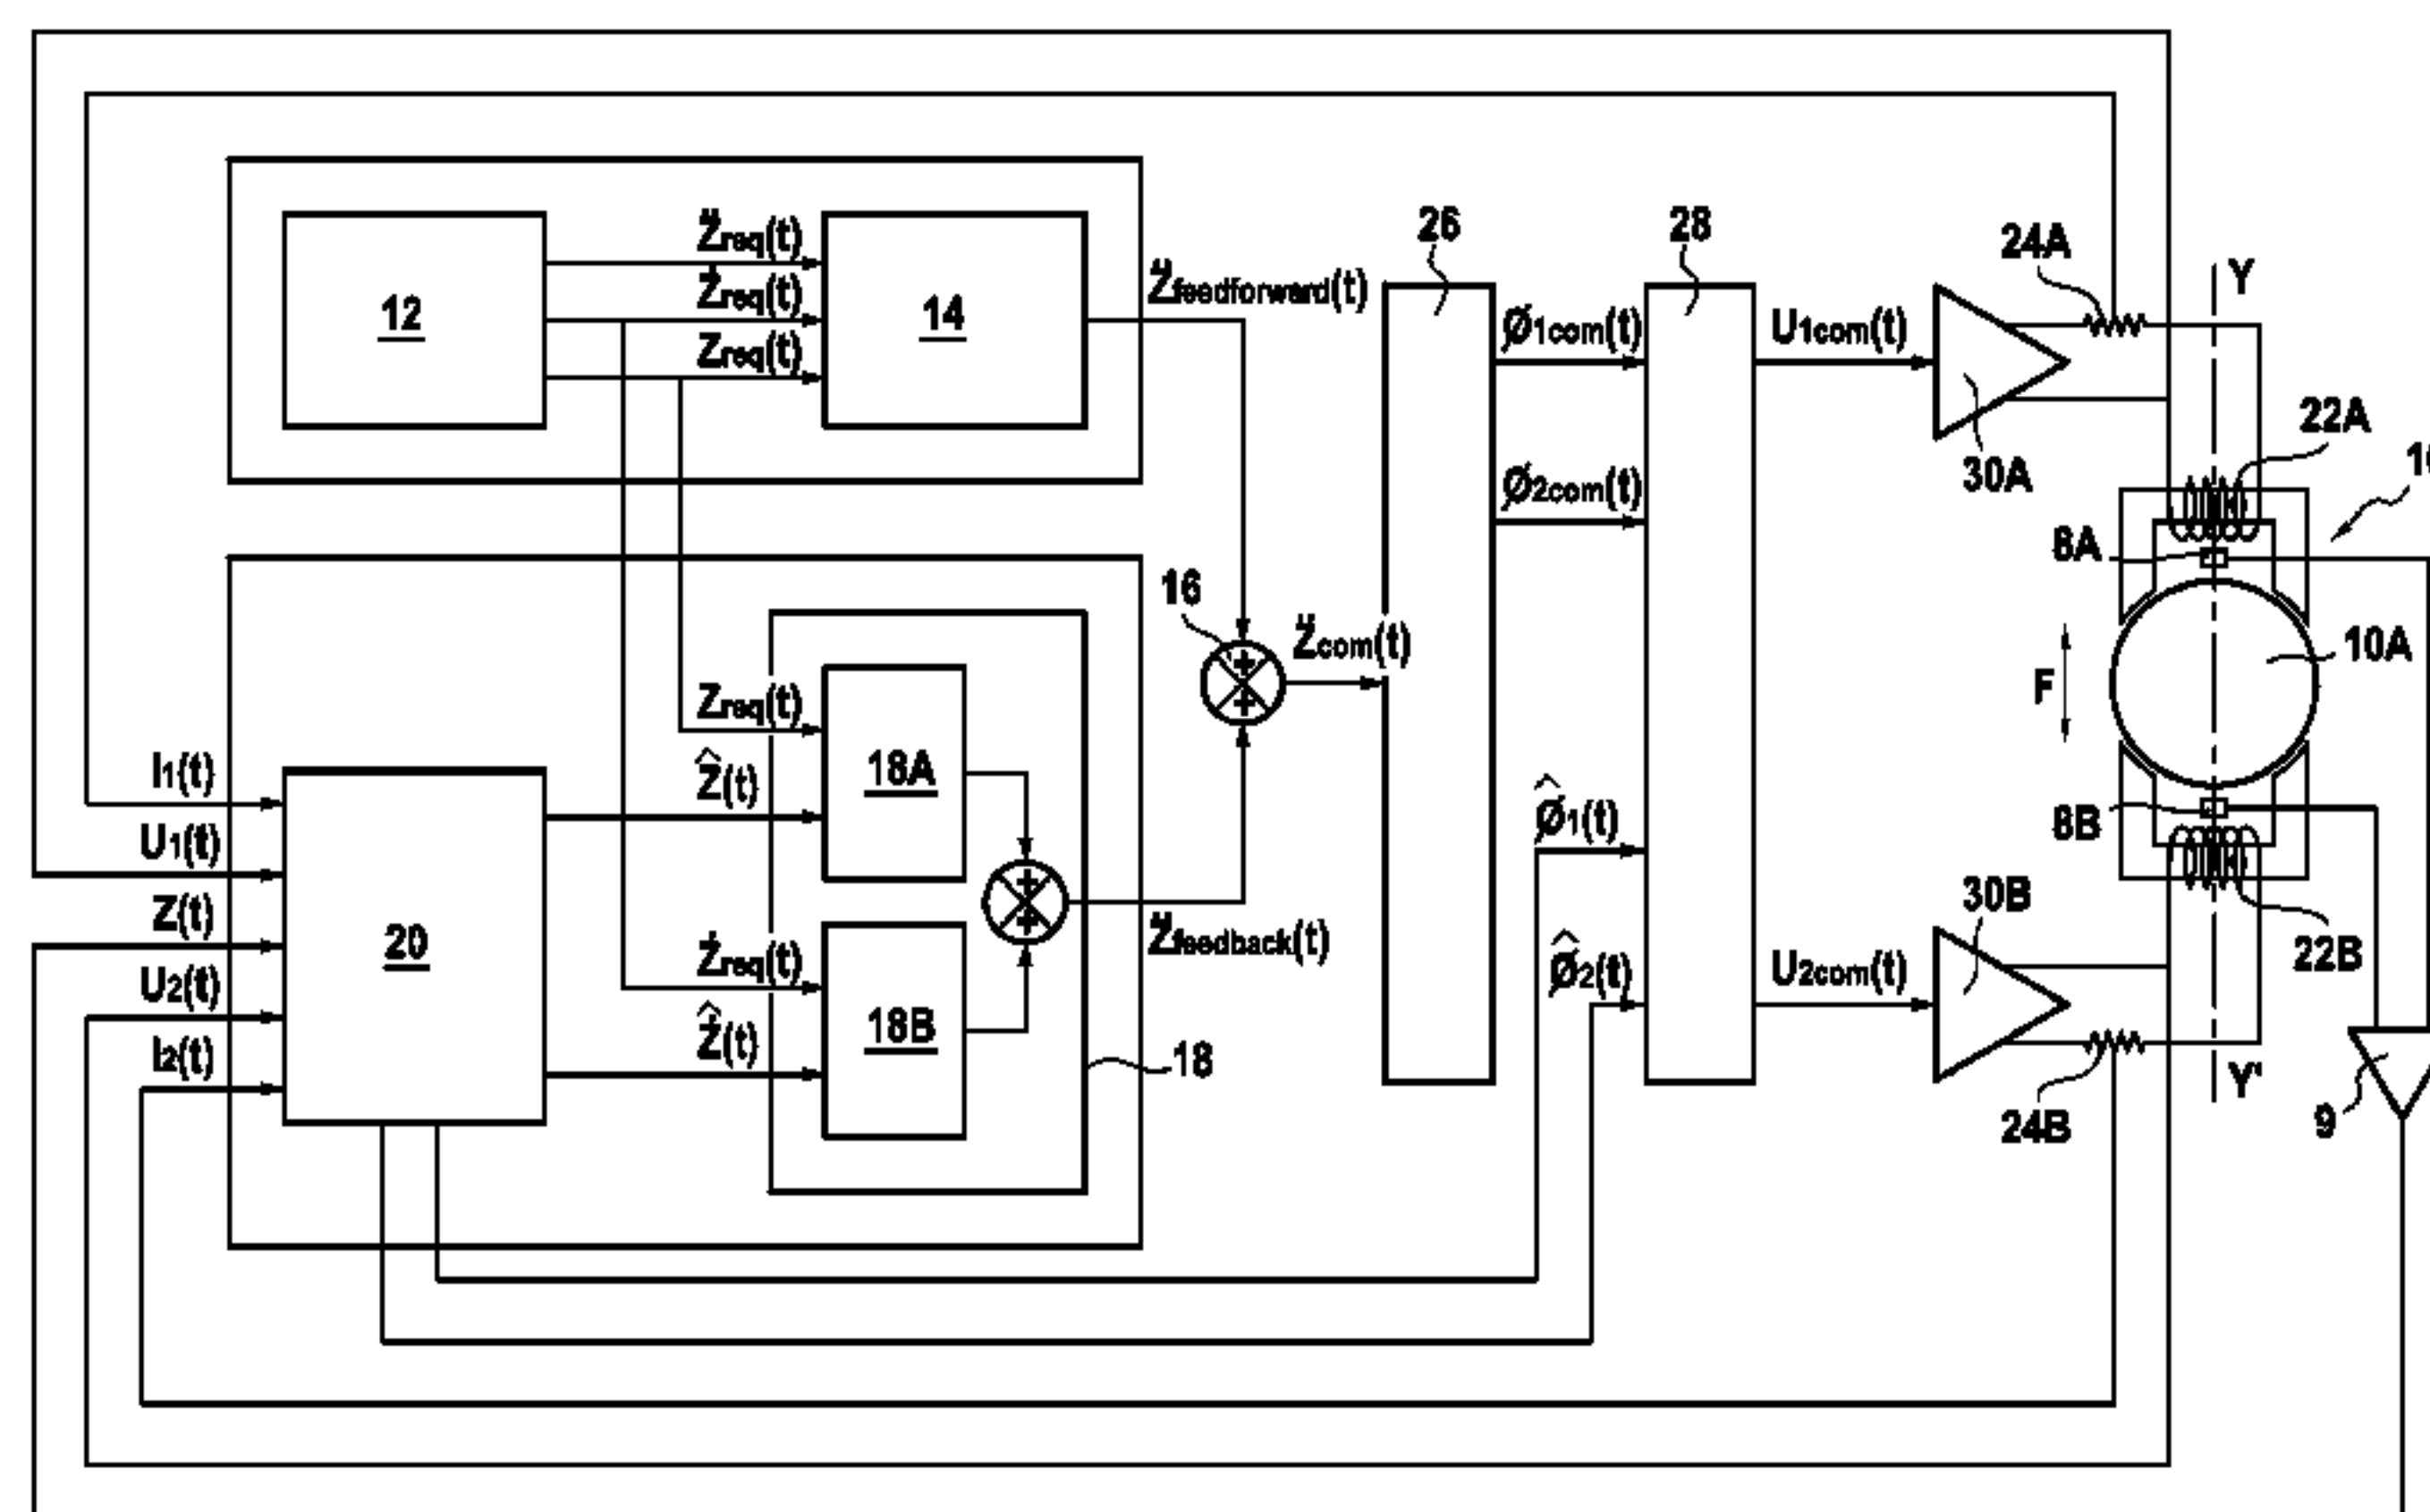 Z̈req(t)
Żreq(t)
Zreq(t)
12
14
Z̈feedforward(t)
26
28
24A
Y
Ø1com(t)
U1com(t)
22A
30A
Ø2com(t)
8A
16
Z̈com(t)
10A
F
Zreq(t)
I1(t)
Ẑ(t)
18A
U1(t)
Ø̂1(t)
8B
Z(t)
20
30B
Żreq(t)
Z̈feedback(t)
Ø̂2(t)
U2com(t)
22B
U2(t)
18B
I2(t)
Ẑ̇(t)
18
Y'
9
24B